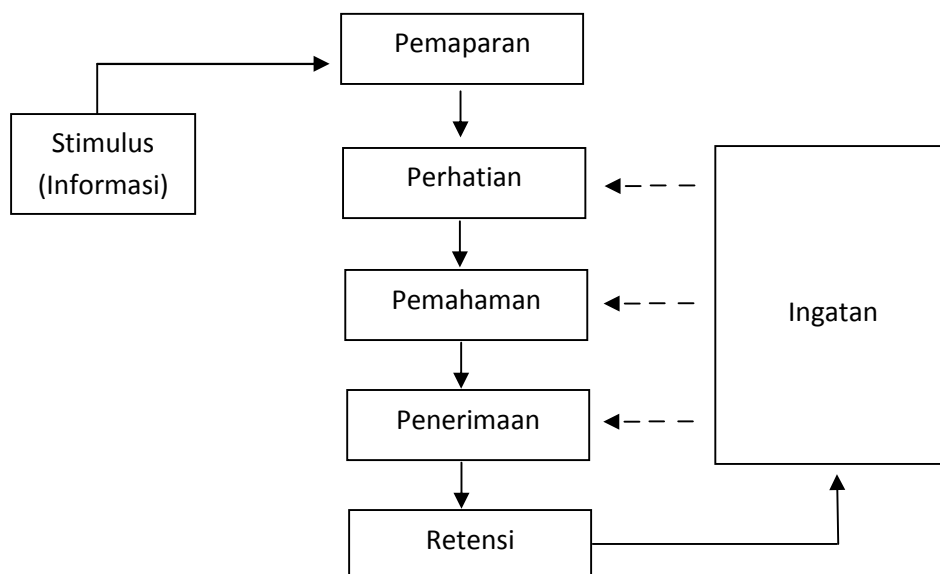 Pemaparan
Stimulus
(Informasi)
Perhatian
Pemahaman
Ingatan
Penerimaan
Retensi